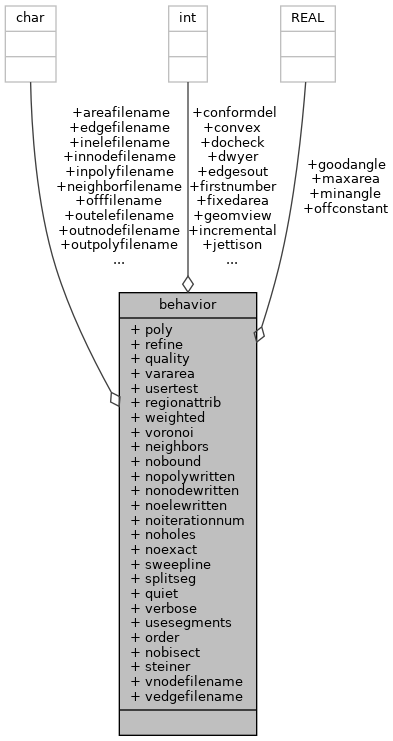 char
int
REAL
+areafilename
+edgefilename
+inelefilename
+innodefilename
+inpolyfilename
+neighborfilename
+offfilename
+outelefilename
+outnodefilename
+outpolyfilename
...
+conformdel
+convex
+docheck
+dwyer
+edgesout
+firstnumber
+fixedarea
+geomview
+incremental
+jettison
...
+goodangle
+maxarea
+minangle
+offconstant
behavior
+ poly
+ refine
+ quality
+ vararea
+ usertest
+ regionattrib
+ weighted
+ voronoi
+ neighbors
+ nobound
+ nopolywritten
+ nonodewritten
+ noelewritten
+ noiterationnum
+ noholes
+ noexact
+ sweepline
+ splitseg
+ quiet
+ verbose
+ usesegments
+ order
+ nobisect
+ steiner
+ vnodefilename
+ vedgefilename